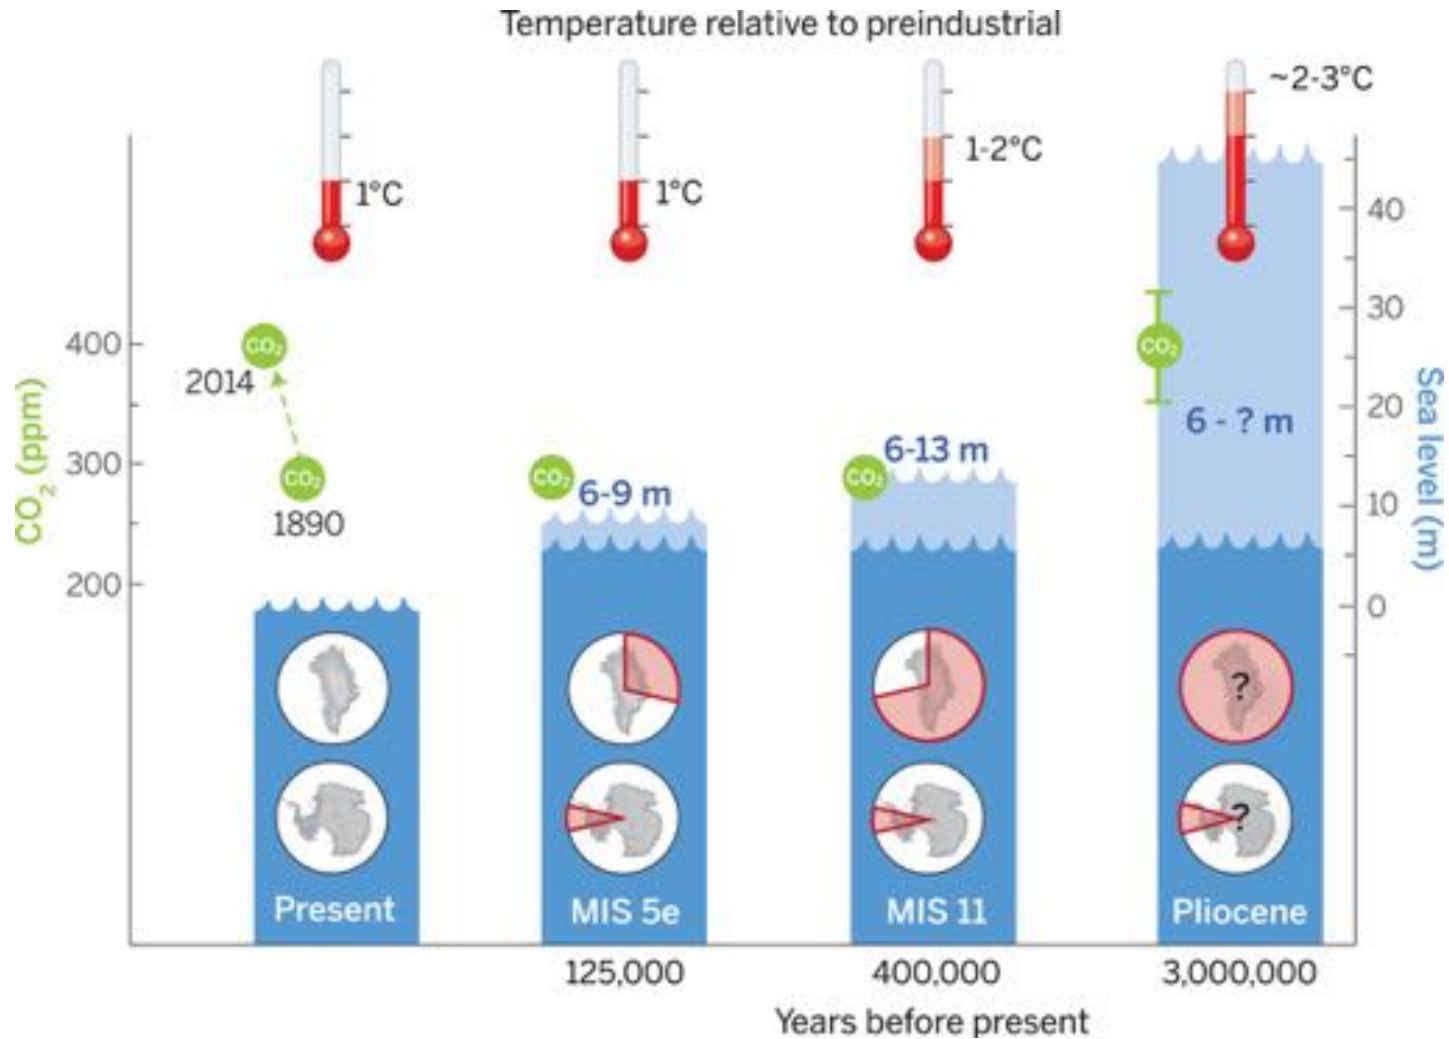 Temperature relative to preindustrial
1°C
1°C
1-2°C
~2-3°C
CO₂ (ppm)
400
300
200
CO₂
2014
CO₂
1890
CO₂
6-9 m
CO₂
6-13 m
CO₂
6 - ? m
40
30
20
10
0
Sea level (m)
?
?
Present
MIS 5e
MIS 11
Pliocene
125,000
400,000
3,000,000
Years before present